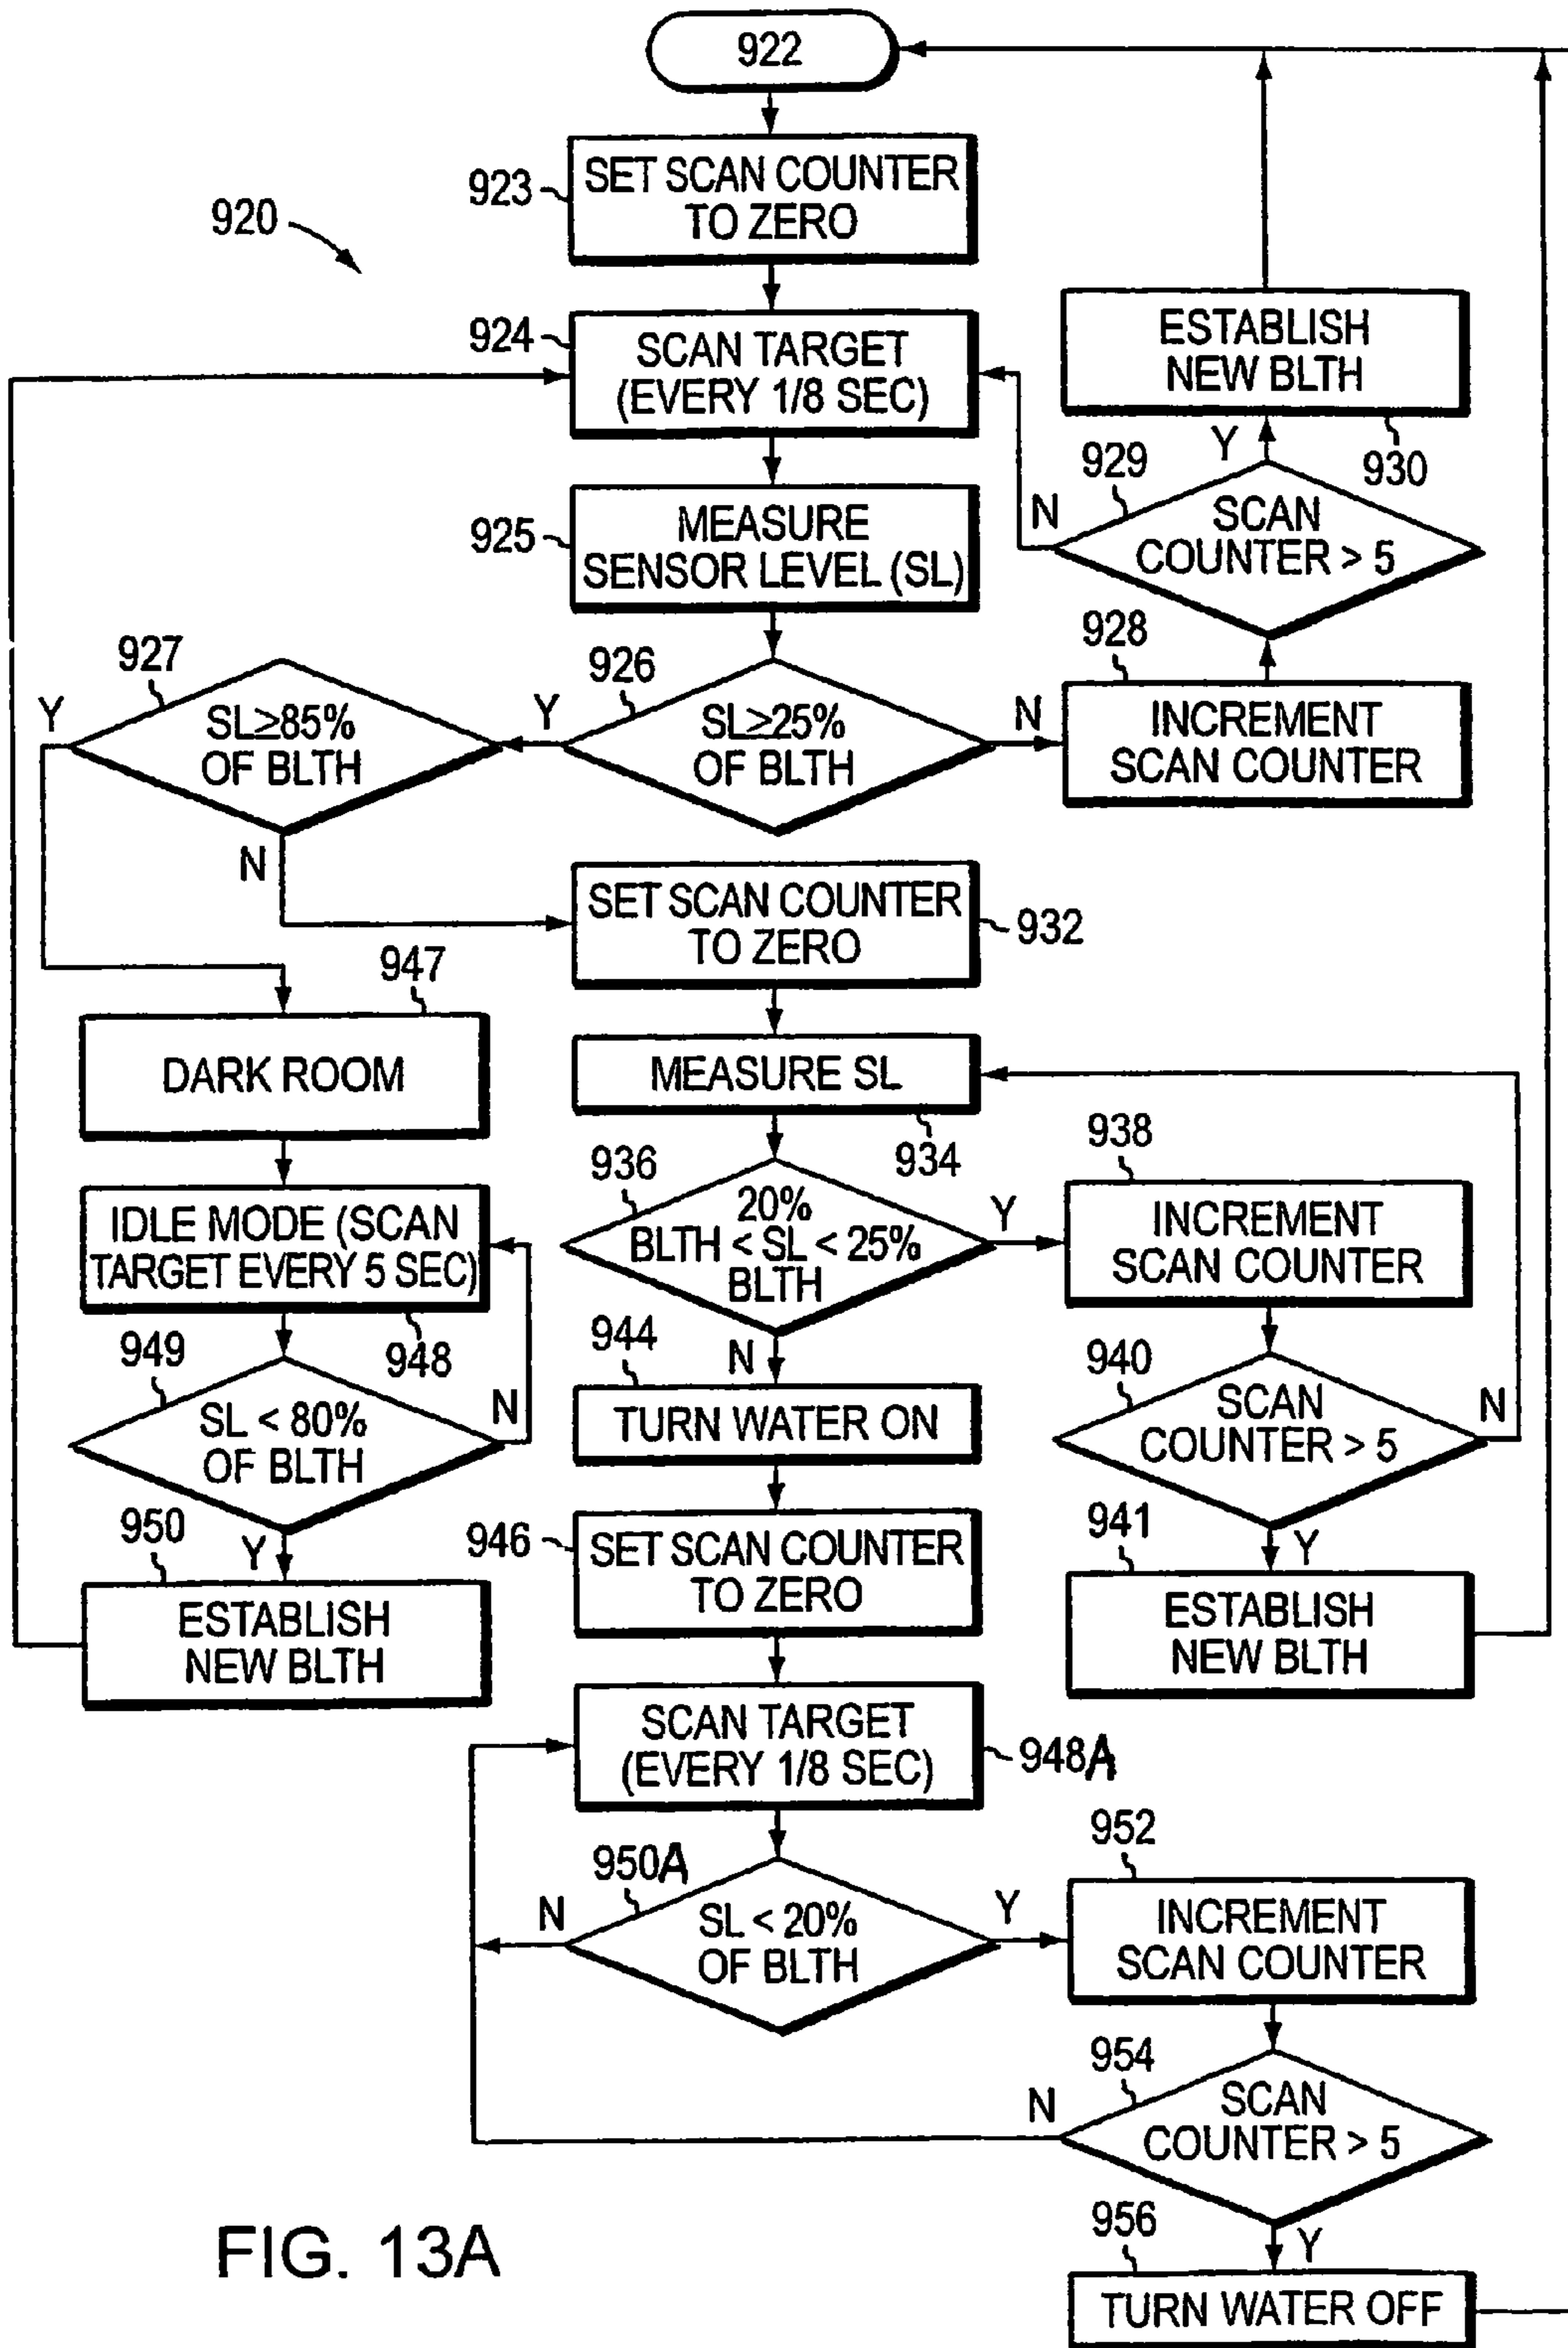 922
923
SET SCAN COUNTER
TO ZERO
920
924
SCAN TARGET
(EVERY 1/8 SEC)
ESTABLISH
NEW BLTH
930
Y
929
N
SCAN
COUNTER > 5
925
MEASURE
SENSOR LEVEL (SL)
928
INCREMENT
SCAN COUNTER
927
Y
SL≥85%
OF BLTH
N
926
Y
SL≥25%
OF BLTH
N
SET SCAN COUNTER
TO ZERO
932
947
DARK ROOM
MEASURE SL
934
IDLE MODE (SCAN
TARGET EVERY 5 SEC)
948
936
20%
BLTH < SL < 25%
BLTH
Y
N
938
INCREMENT
SCAN COUNTER
949
SL < 80%
OF BLTH
N
Y
944
TURN WATER ON
940
SCAN
COUNTER > 5
N
Y
950
ESTABLISH
NEW BLTH
946
SET SCAN COUNTER
TO ZERO
941
ESTABLISH
NEW BLTH
SCAN TARGET
(EVERY 1/8 SEC)
948A
950A
N
SL < 20%
OF BLTH
Y
952
INCREMENT
SCAN COUNTER
954
N
SCAN
COUNTER > 5
Y
956
TURN WATER OFF
FIG. 13A